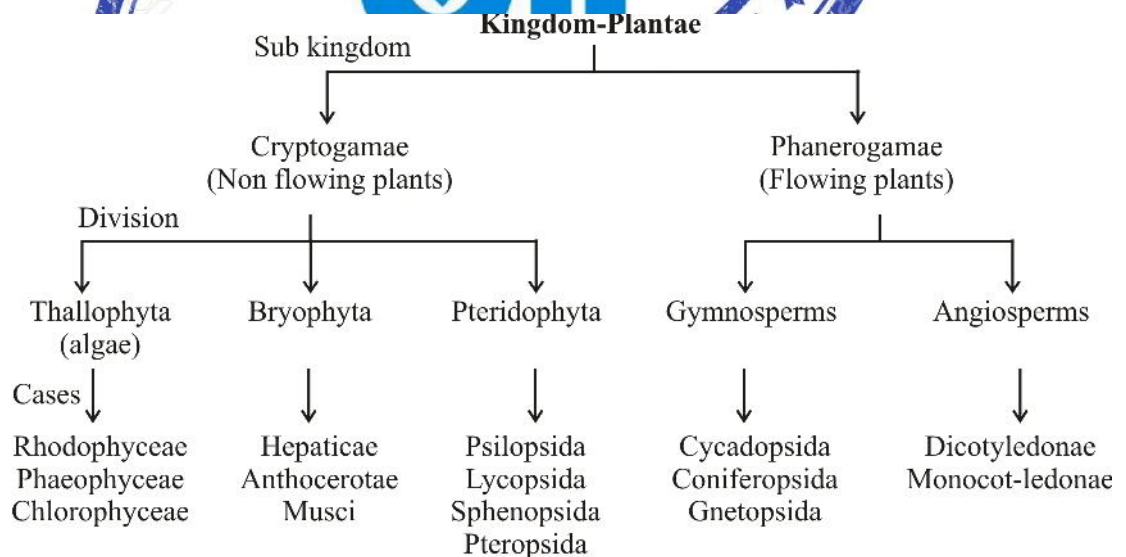 Kingdom-Plantae
Sub kingdom
Cryptogamae
(Non flowing plants)
Phanerogamae
(Flowing plants)
Division
Thallophyta
(algae)
Bryophyta
Pteridophyta
Gymnosperms
Angiosperms
Cases
Rhodophyceae
Phaeophyceae
Chlorophyceae
Hepaticae
Anthocerotae
Musci
Psilopsida
Lycopsida
Sphenopsida
Pteropsida
Cycadopsida
Coniferopsida
Gnetopsida
Dicotyledonae
Monocot-ledonae